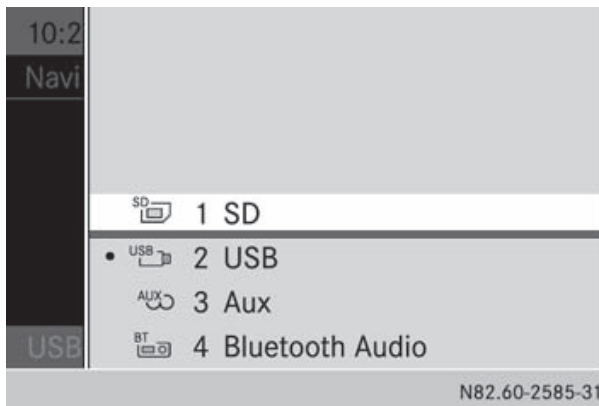 10:2
Navi
SD 1 SD
• USB 2 USB
AUX 3 Aux
USB
BT 4 Bluetooth Audio
N82.60-2585-31